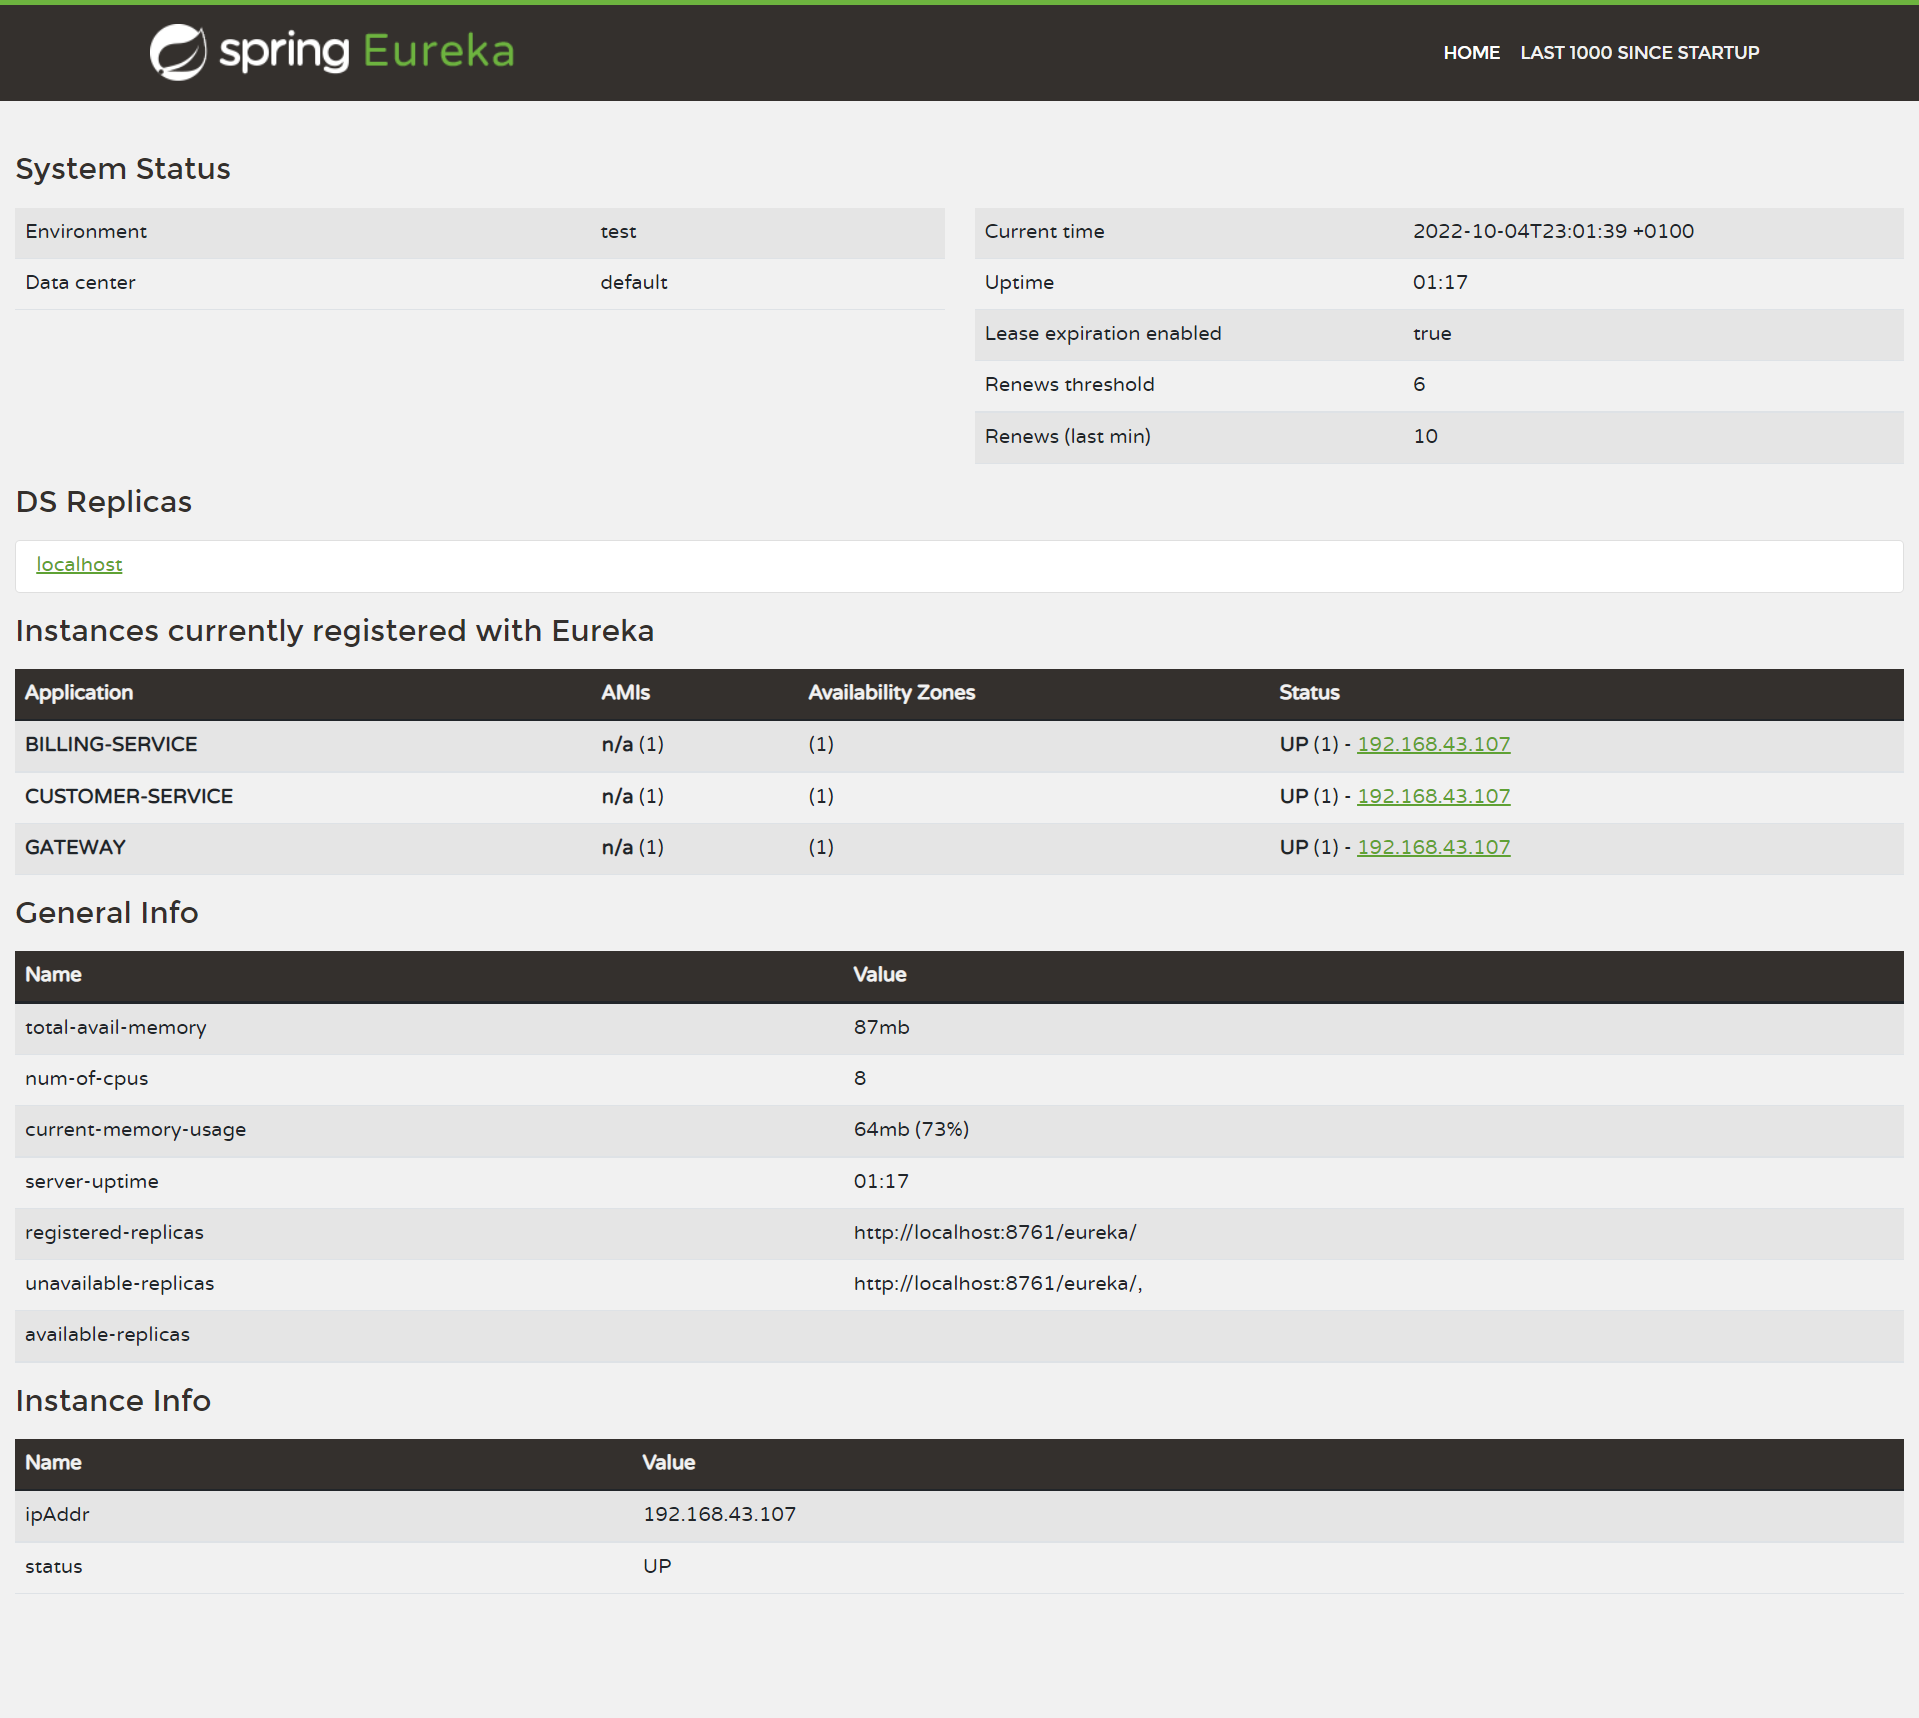 spring Eureka
HOME LAST 1000 SINCE STARTUP
System Status
Environment test
Data center default
Current time 2022-10-04T23:01:39 +0100
Uptime 01:17
Lease expiration enabled true
Renews threshold 6
Renews (last min) 10
DS Replicas
localhost
Instances currently registered with Eureka
Application AMIs Availability Zones Status
BILLING-SERVICE n/a (1) (1) UP (1) - 192.168.43.107
CUSTOMER-SERVICE n/a (1) (1) UP (1) - 192.168.43.107
GATEWAY n/a (1) (1) UP (1) - 192.168.43.107
General Info
Name Value
total-avail-memory 87mb
num-of-cpus 8
current-memory-usage 64mb (73%)
server-uptime 01:17
registered-replicas http://localhost:8761/eureka/
unavailable-replicas http://localhost:8761/eureka/,
available-replicas
Instance Info
Name Value
ipAddr 192.168.43.107
status UP